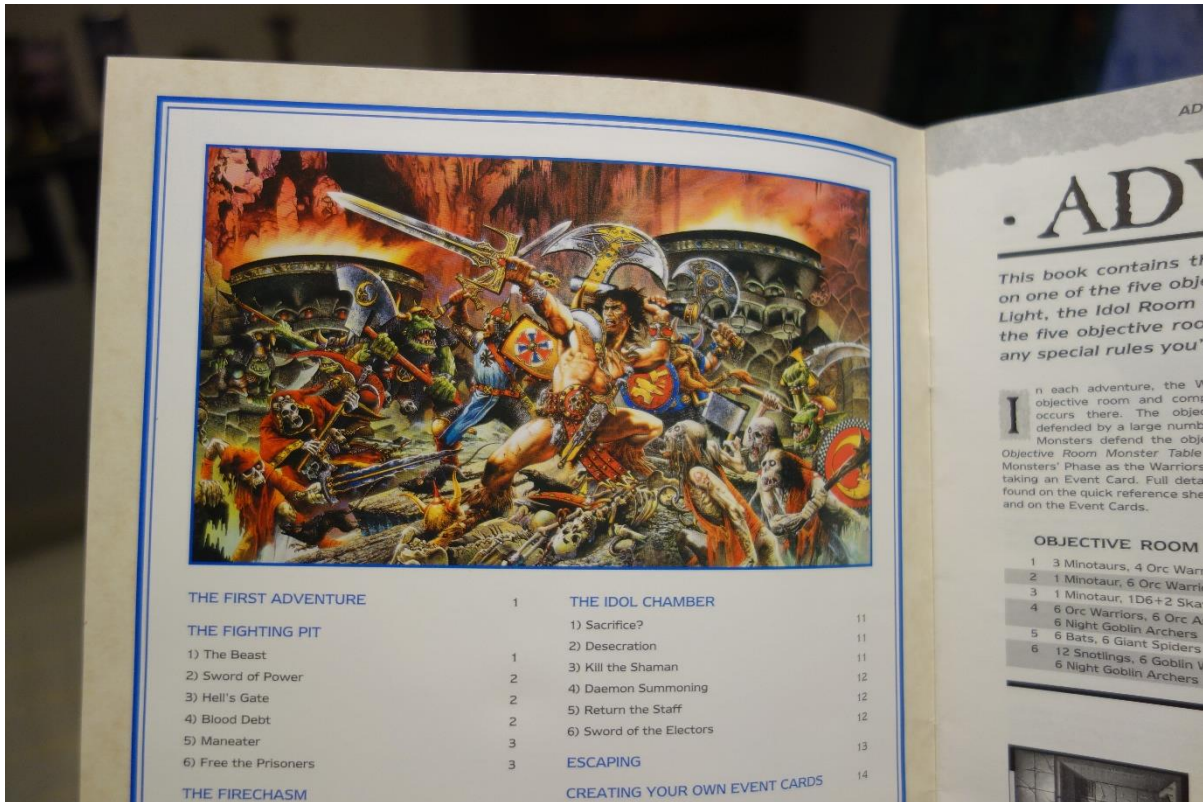 THE FIRST ADVENTURE 1
THE FIGHTING PIT
1) The Beast 1
2) Sword of Power 2
3) Hell's Gate 2
4) Blood Debt 2
5) Maneater 3
6) Free the Prisoners 3
THE FIRECHASM
THE IDOL CHAMBER
1) Sacrifice? 11
2) Desecration 11
3) Kill the Shaman 11
4) Daemon Summoning 12
5) Return the Staff 12
6) Sword of the Electors 12
ESCAPING 13
CREATING YOUR OWN EVENT CARDS 14
AD
· ADV
This book contains th
on one of the five obje
Light, the Idol Room
the five objective roo
any special rules you'
In each adventure, the W
objective room and comp
occurs there. The objec
defended by a large numb
Monsters defend the obje
Objective Room Monster Table
Monsters' Phase as the Warriors
taking an Event Card. Full deta
found on the quick reference she
and on the Event Cards.
OBJECTIVE ROOM
1 3 Minotaurs, 4 Orc Warr
2 1 Minotaur, 6 Orc Warrio
3 1 Minotaur, 1D6+2 Ska
4 6 Orc Warriors, 6 Orc A
6 Night Goblin Archers
5 6 Bats, 6 Giant Spiders
6 12 Snotlings, 6 Goblin W
6 Night Goblin Archers